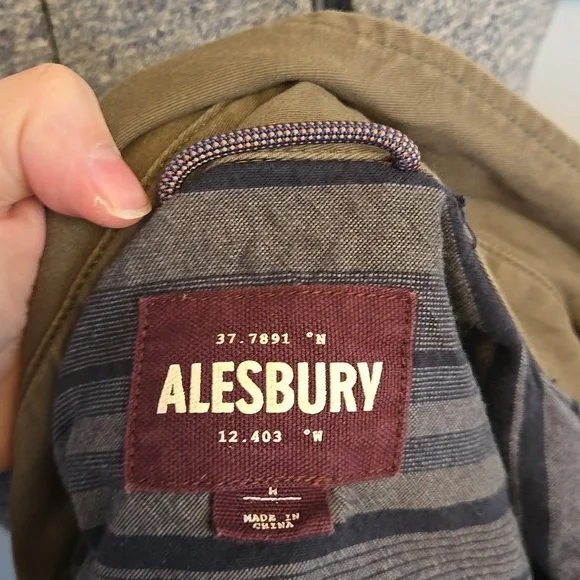 37.7891 °N
ALESBURY
12.403 °W
M
MADE IN
CHINA